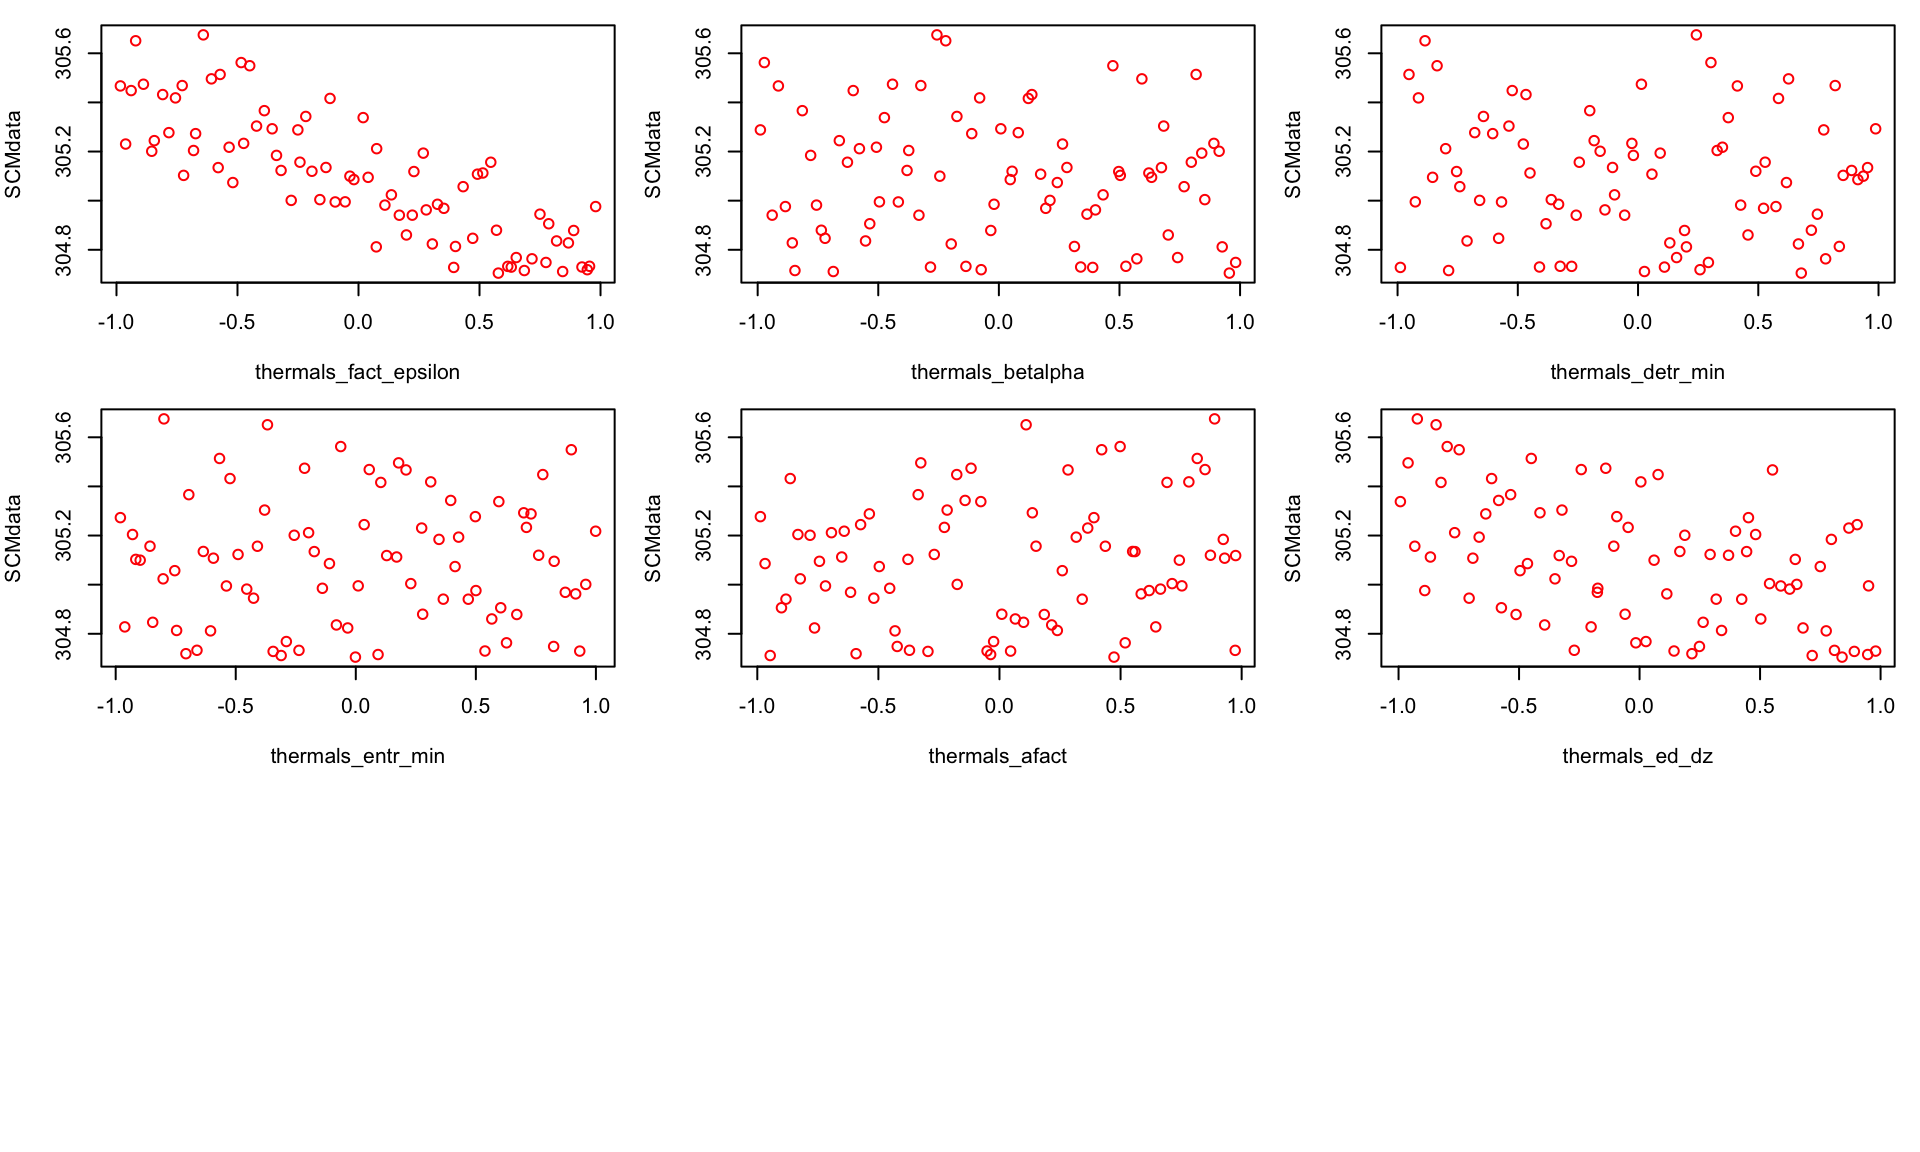 SCMdata
304.8 305.2 305.6
-1.0 -0.5 0.0 0.5 1.0
thermals_fact_epsilon
SCMdata
304.8 305.2 305.6
-1.0 -0.5 0.0 0.5 1.0
thermals_betalpha
SCMdata
304.8 305.2 305.6
-1.0 -0.5 0.0 0.5 1.0
thermals_detr_min
SCMdata
304.8 305.2 305.6
-1.0 -0.5 0.0 0.5 1.0
thermals_entr_min
SCMdata
304.8 305.2 305.6
-1.0 -0.5 0.0 0.5 1.0
thermals_afact
SCMdata
304.8 305.2 305.6
-1.0 -0.5 0.0 0.5 1.0
thermals_ed_dz